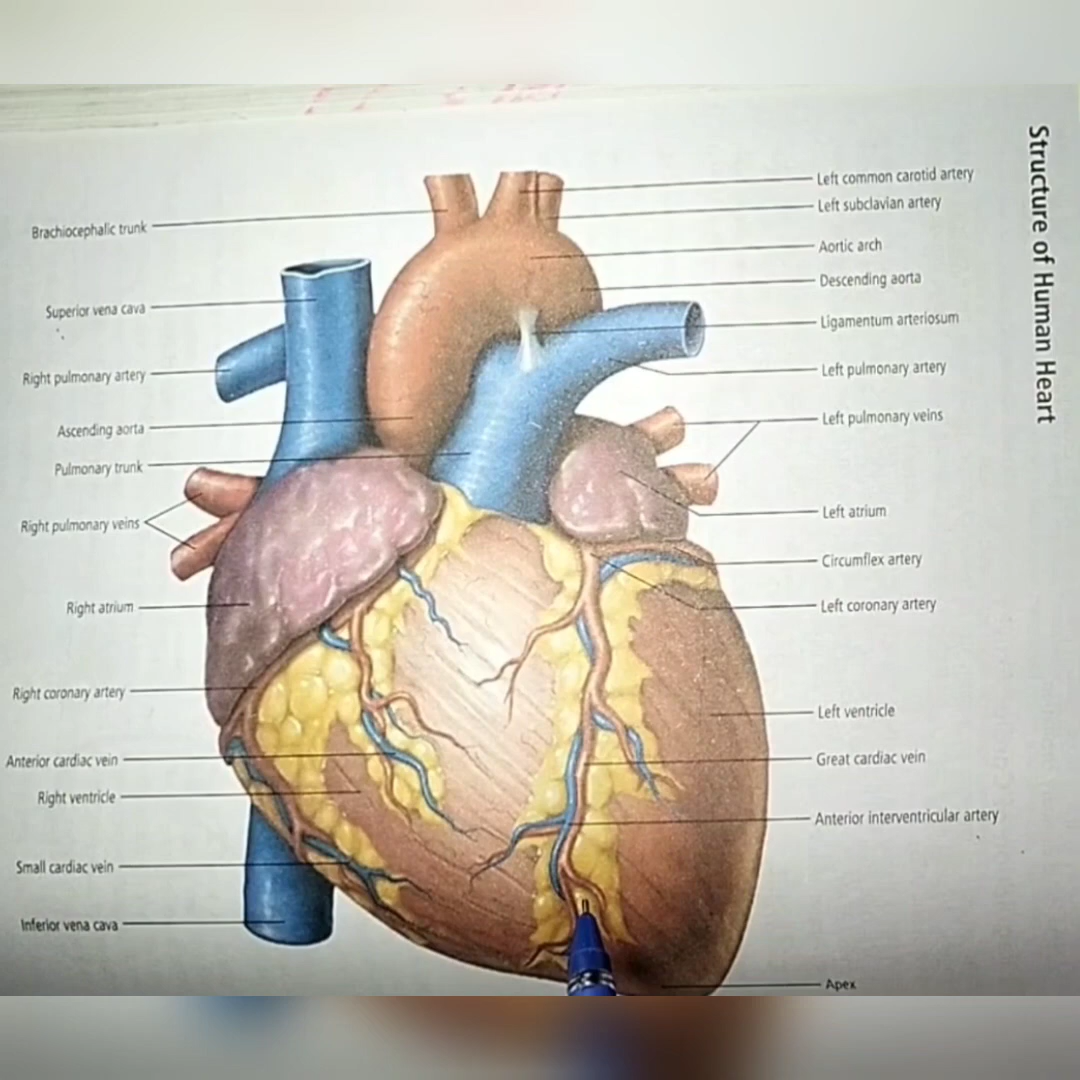 Structure of Human Heart
Brachiocephalic trunk
Superior vena cava
Right pulmonary artery
Ascending aorta
Pulmonary trunk
Right pulmonary veins
Right atrium
Right coronary artery
Anterior cardiac vein
Right ventricle
Small cardiac vein
Inferior vena cava
Left common carotid artery
Left subclavian artery
Aortic arch
Descending aorta
Ligamentum arteriosum
Left pulmonary artery
Left pulmonary veins
Left atrium
Circumflex artery
Left coronary artery
Left ventricle
Great cardiac vein
Anterior interventricular artery
Apex